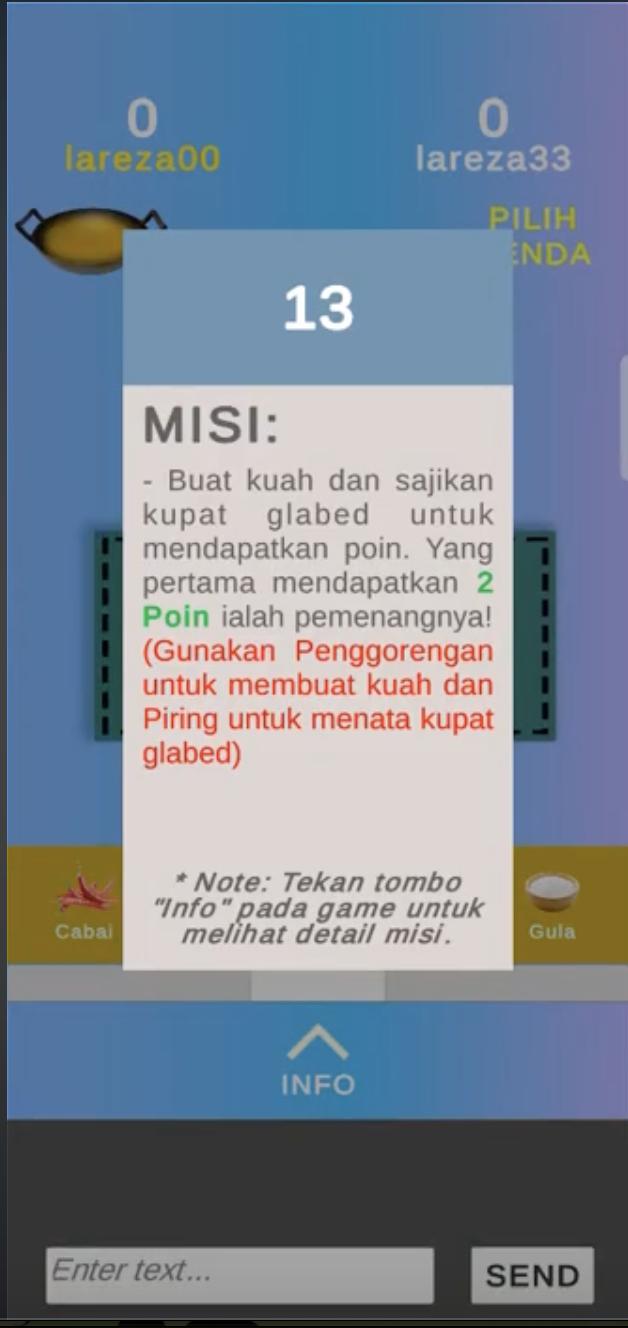 0
0
lareza00
lareza33
PILIH
ENDA
13
MISI:
- Buat kuah dan sajikan
kupat glabed untuk
mendapatkan poin. Yang
pertama mendapatkan 2
Poin ialah pemenangnya!
(Gunakan Penggorengan
untuk membuat kuah dan
Piring untuk menata kupat
glabed)
* Note: Tekan tombo
"Info" pada game untuk
melihat detail misi.
Cabai
Gula
INFO
Enter text...
SEND